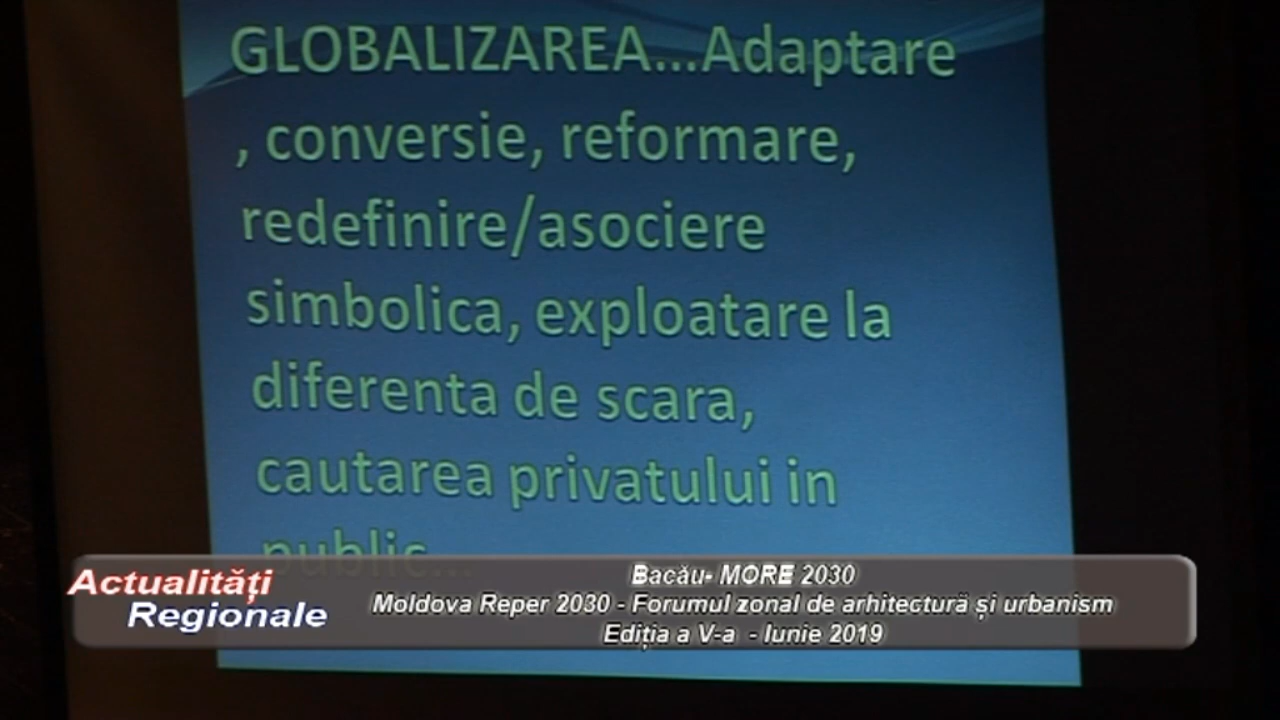 GLOBALIZAREA...Adaptare
, conversie, reformare,
redefinire/asociere
simbolica, exploatare la
diferenta de scara,
cautarea privatului in
public...
Actualități
Regionale
Bacău- MORE 2030
Moldova Reper 2030 - Forumul zonal de arhitectură și urbanism
Ediția a V-a - Iunie 2019